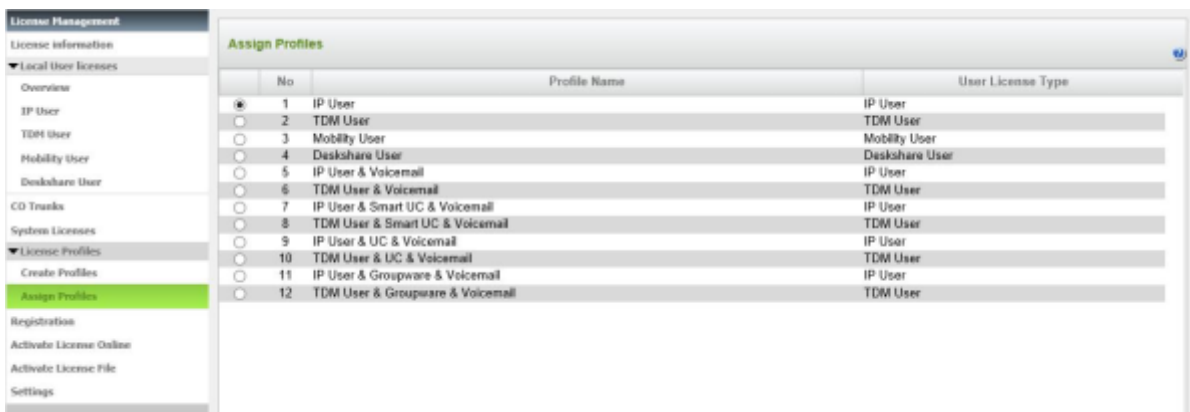 License Management
License information
Local User licenses
Overview
IP User
TDM User
Mobility User
Deskshare User
CO Trunks
System Licenses
License Profiles
Create Profiles
Assign Profiles
Registration
Activate License Online
Activate License File
Settings
Assign Profiles
No Profile Name User License Type
1 IP User IP User
2 TDM User TDM User
3 Mobility User Mobility User
4 Deskshare User Deskshare User
5 IP User & Voicemail IP User
6 TDM User & Voicemail TDM User
7 IP User & Smart UC & Voicemail IP User
8 TDM User & Smart UC & Voicemail TDM User
9 IP User & UC & Voicemail IP User
10 TDM User & UC & Voicemail TDM User
11 IP User & Groupware & Voicemail IP User
12 TDM User & Groupware & Voicemail TDM User